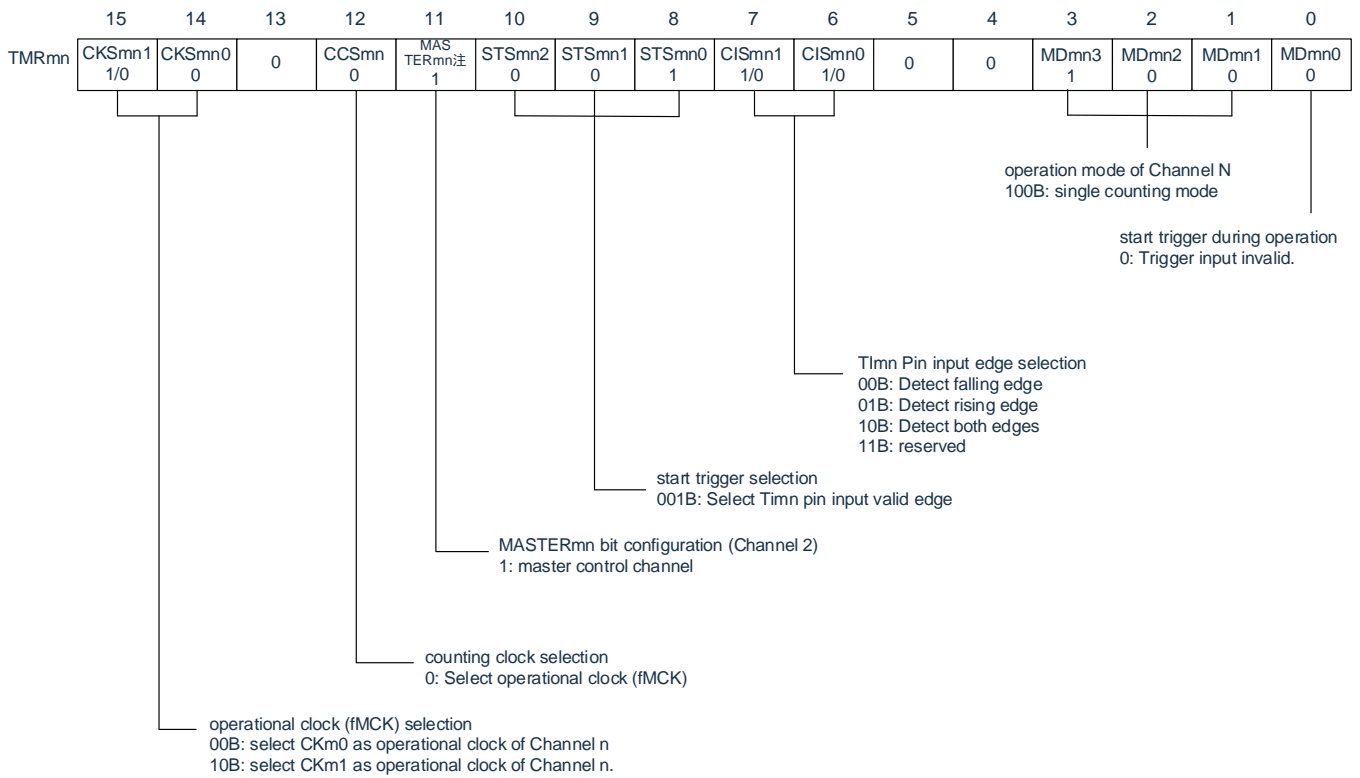 15 14 13 12 11 10 9 8 7 6 5 4 3 2 1 0
TMRmn
CKSmn1 CKSmn0 0 CCSmn MAS TERmn注 STSmn2 STSmn1 STSmn0 CISmn1 CISmn0 0 0 MDmn3 MDmn2 MDmn1 MDmn0
1/0 0 0 1 0 0 1 1/0 1/0 1 0 0 0
operation mode of Channel N
100B: single counting mode
start trigger during operation
0: Trigger input invalid.
TImn Pin input edge selection
00B: Detect falling edge
01B: Detect rising edge
10B: Detect both edges
11B: reserved
start trigger selection
001B: Select Timn pin input valid edge
MASTERmn bit configuration (Channel 2)
1: master control channel
counting clock selection
0: Select operational clock (fMCK)
operational clock (fMCK) selection
00B: select CKm0 as operational clock of Channel n
10B: select CKm1 as operational clock of Channel n.